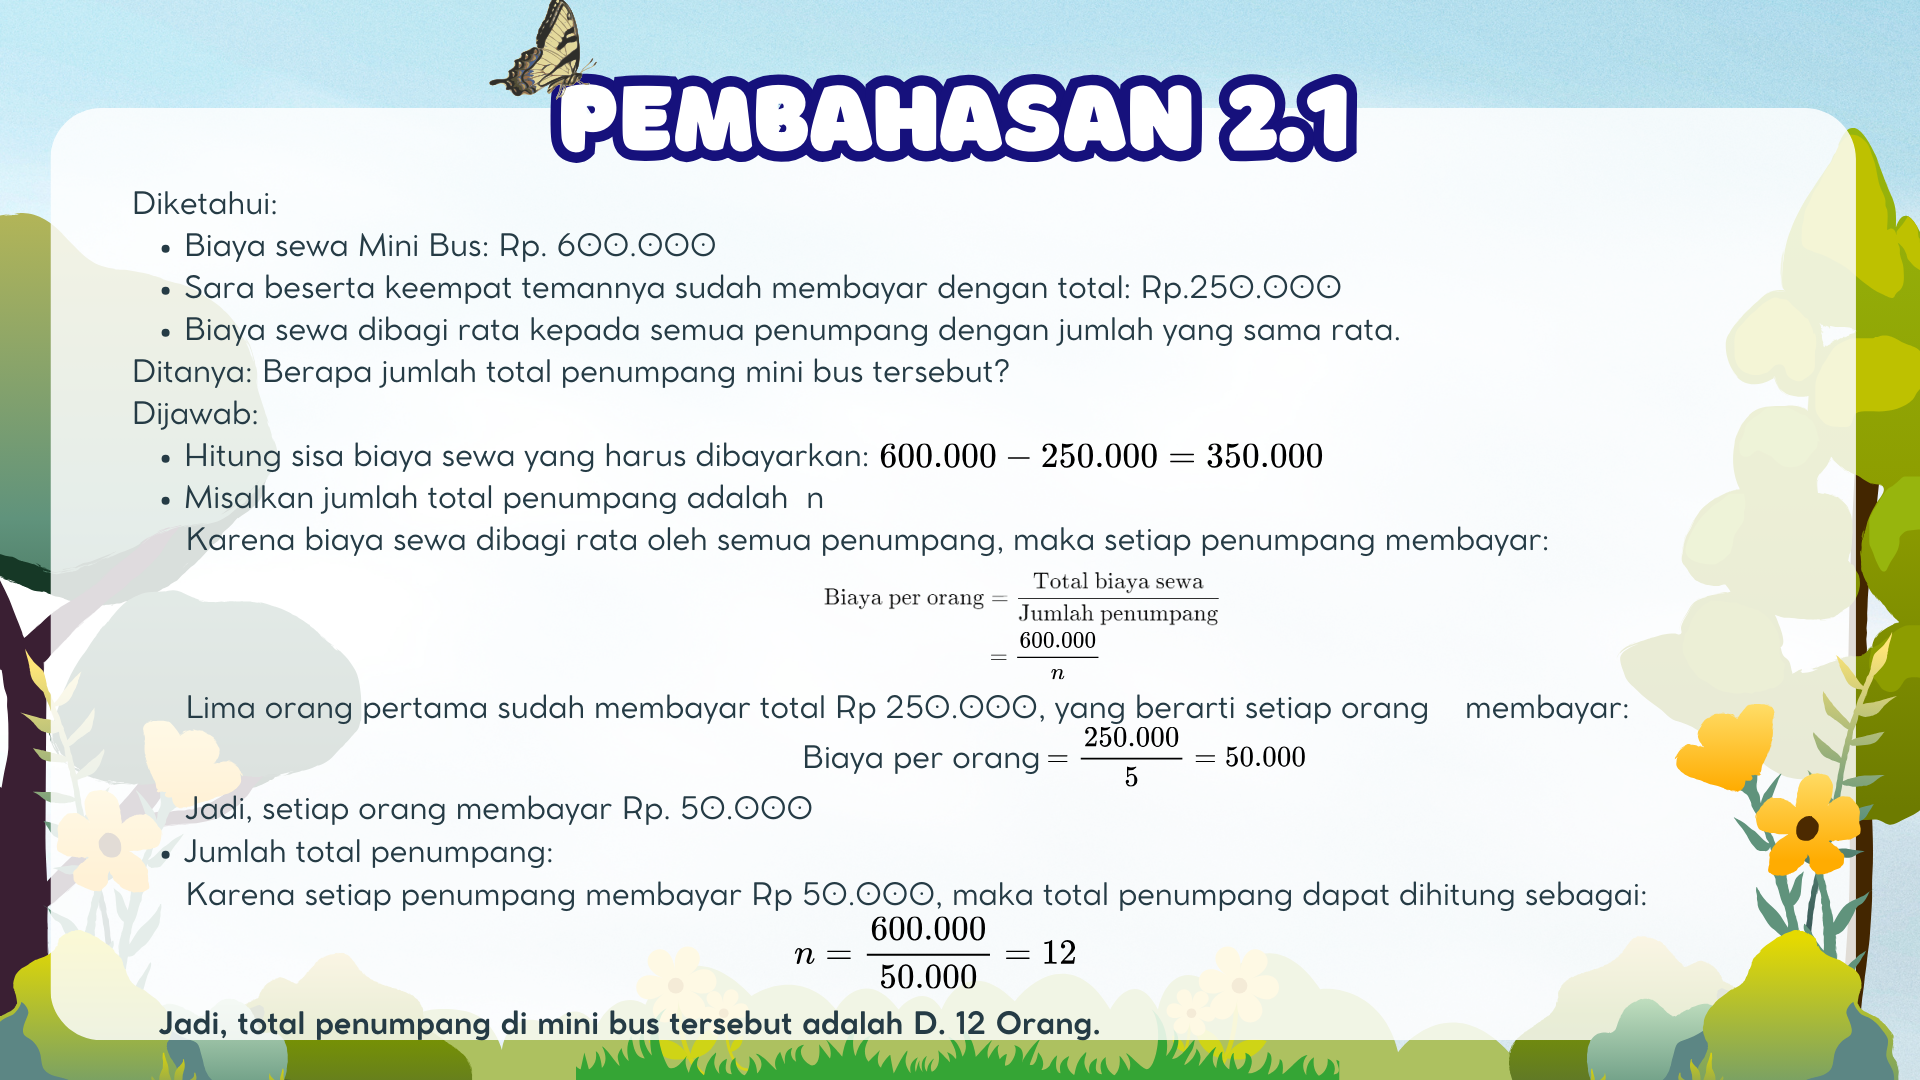 PEMBAHASAN 2.1
Diketahui:
• Biaya sewa Mini Bus: Rp. 600.000
• Sara beserta keempat temannya sudah membayar dengan total: Rp.250.000
• Biaya sewa dibagi rata kepada semua penumpang dengan jumlah yang sama rata.
Ditanya: Berapa jumlah total penumpang mini bus tersebut?
Dijawab:
• Hitung sisa biaya sewa yang harus dibayarkan: 600.000 − 250.000 = 350.000
• Misalkan jumlah total penumpang adalah n
Karena biaya sewa dibagi rata oleh semua penumpang, maka setiap penumpang membayar:
Total biaya sewa
Biaya per orang =
Jumlah penumpang
600.000
=
n
Lima orang pertama sudah membayar total Rp 250.000, yang berarti setiap orang membayar:
250.000
Biaya per orang = = 50.000
5
Jadi, setiap orang membayar Rp. 50.000
• Jumlah total penumpang:
Karena setiap penumpang membayar Rp 50.000, maka total penumpang dapat dihitung sebagai:
600.000
n = = 12
50.000
Jadi, total penumpang di mini bus tersebut adalah D. 12 Orang.